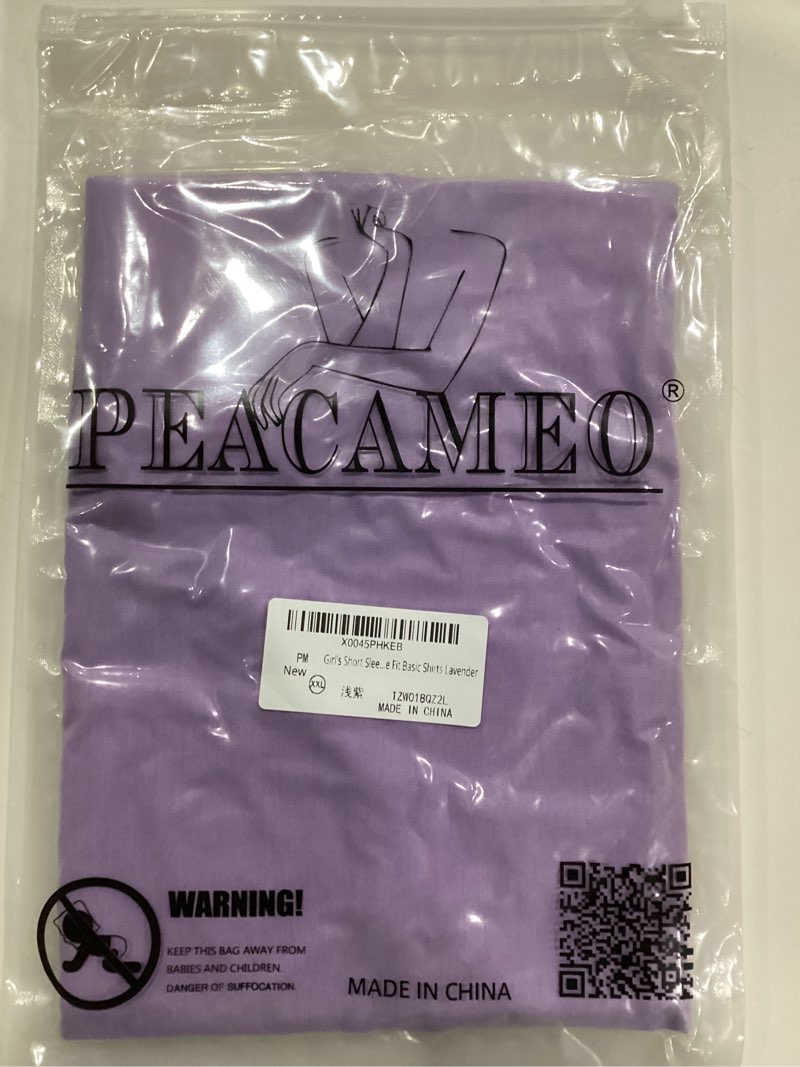 PEACAMEO®
X0045PHKEB
PM Girl's Short Slee...e Fit Basic Shirts Lavender
New XXL 浅紫 TZW018QZ2L
MADE IN CHINA
WARNING!
KEEP THIS BAG AWAY FROM
BABIES AND CHILDREN.
DANGER OF SUFFOCATION.
MADE IN CHINA